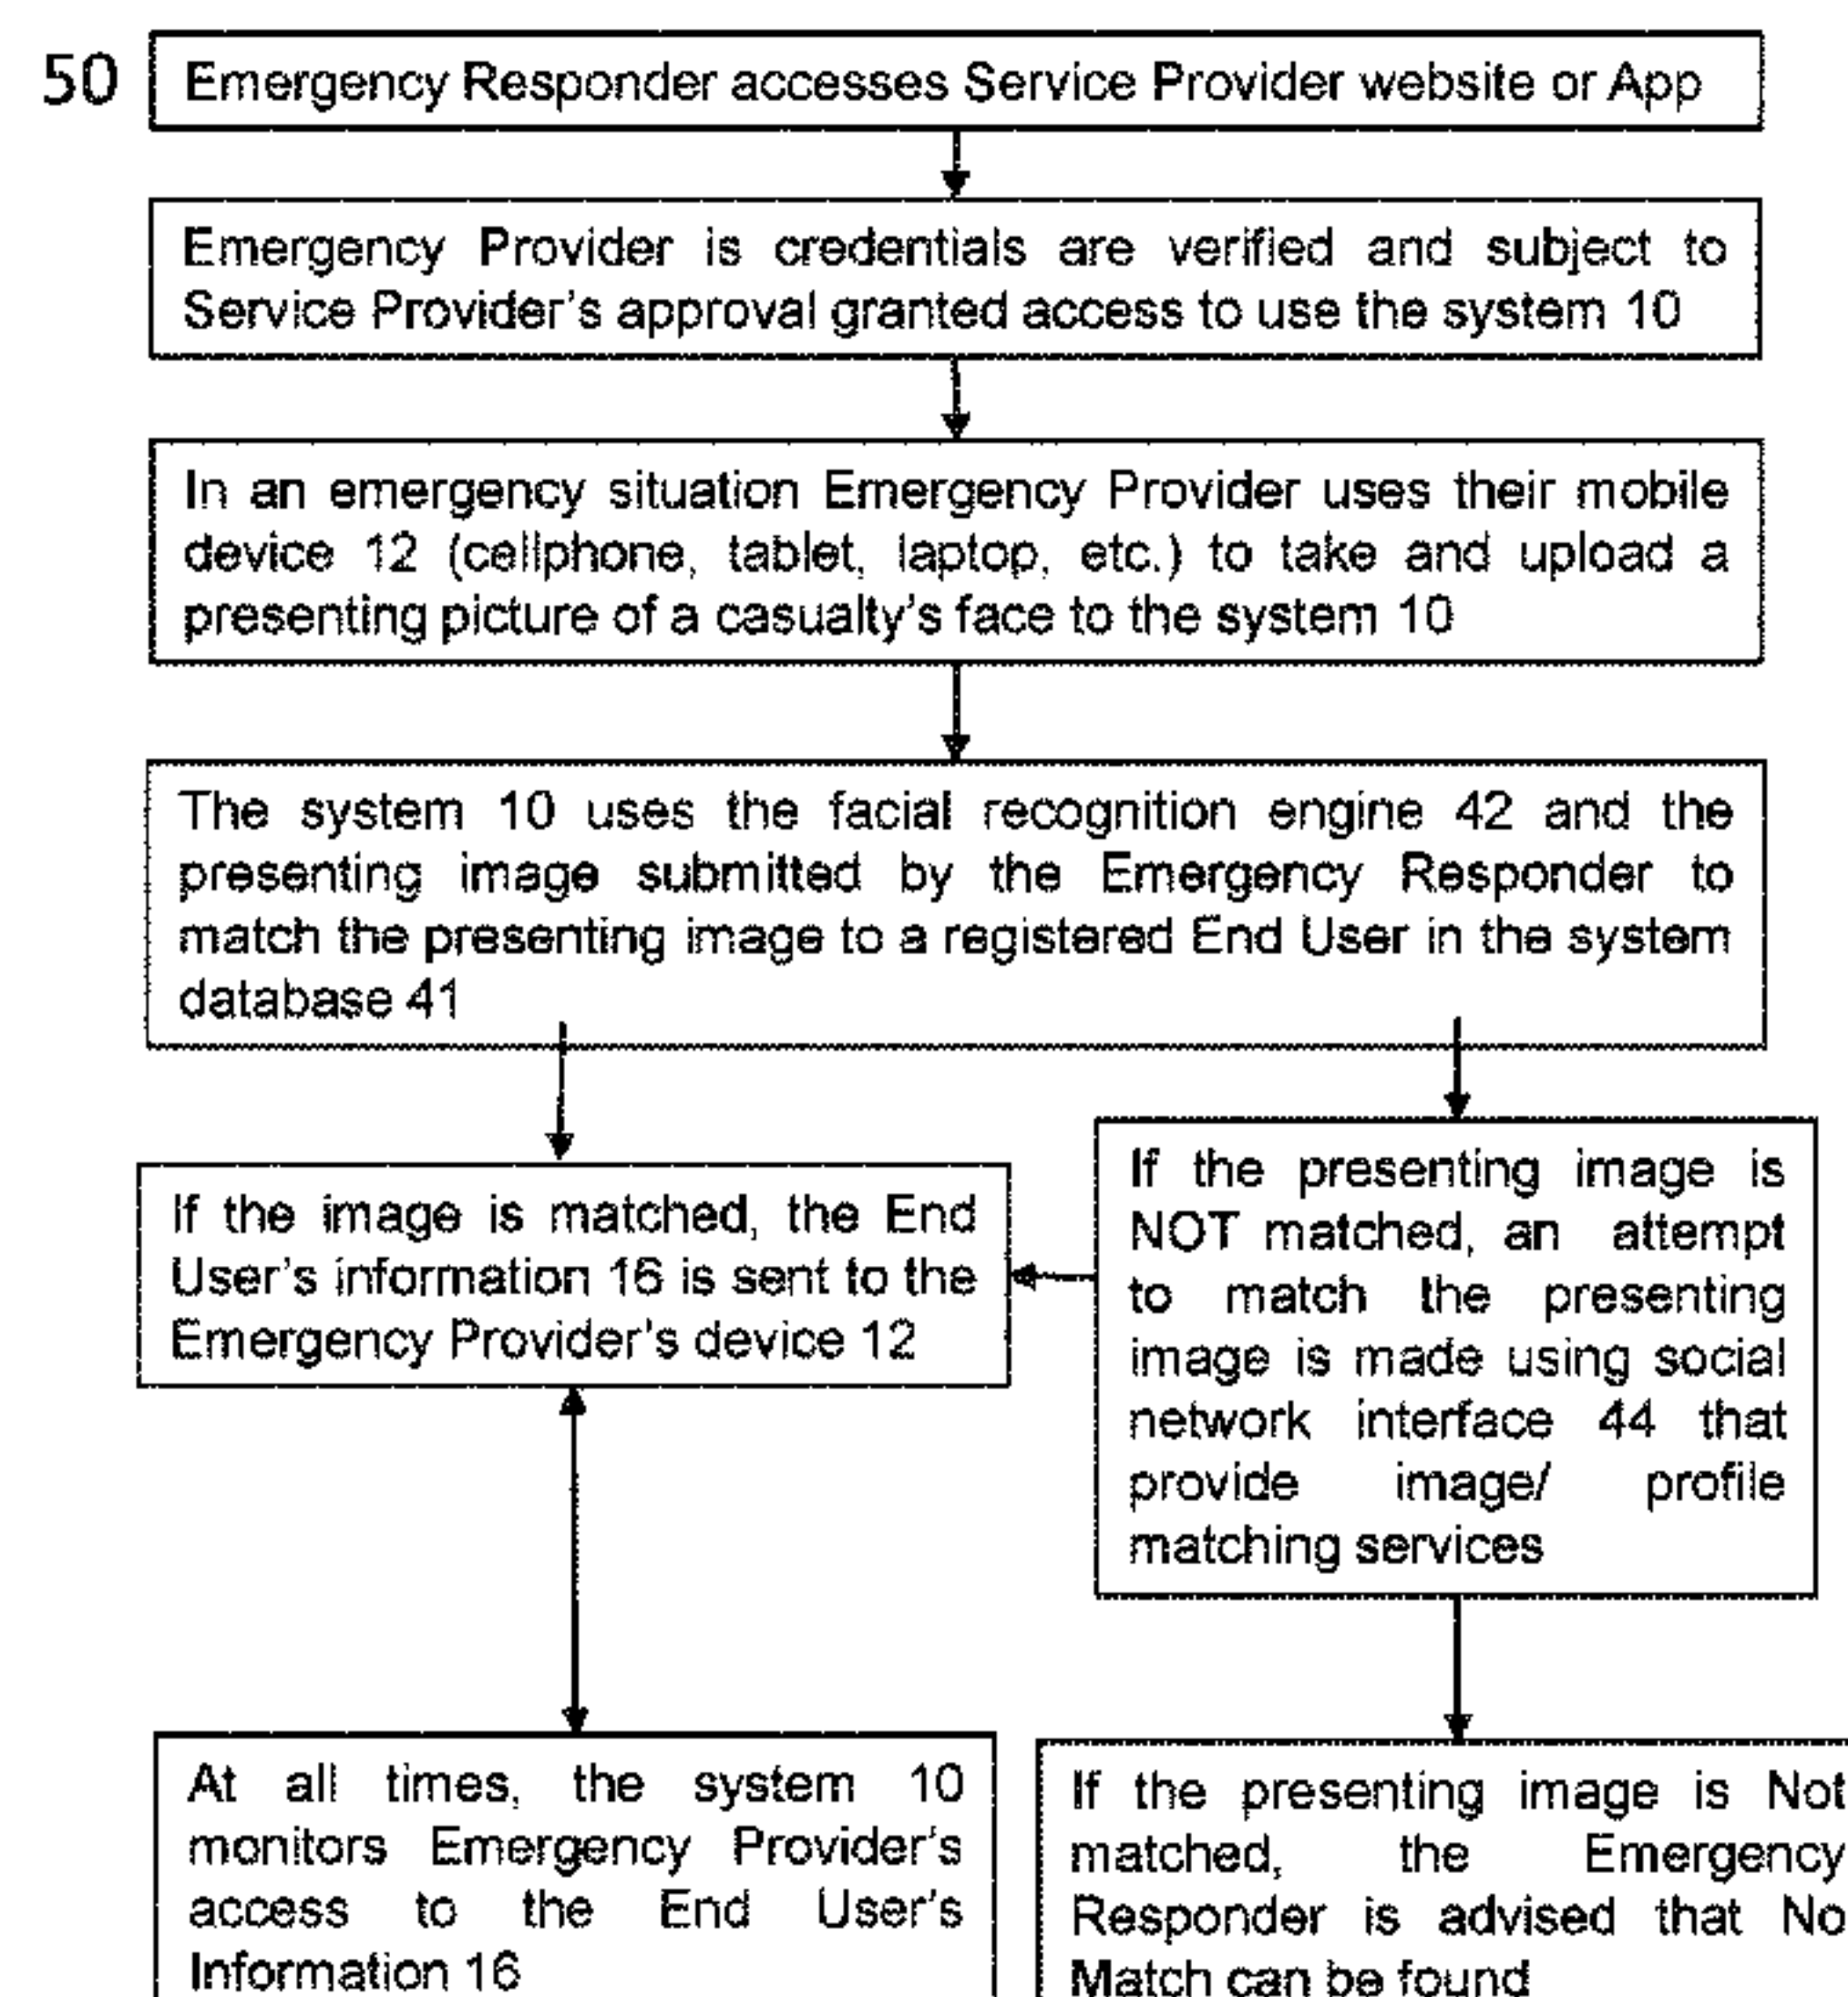 50 Emergency Responder accesses Service Provider website or App
Emergency Provider is credentials are verified and subject to
Service Provider's approval granted access to use the system 10
In an emergency situation Emergency Provider uses their mobile
device 12 (cellphone, tablet, laptop, etc.) to take and upload a
presenting picture of a casualty's face to the system 10
The system 10 uses the facial recognition engine 42 and the
presenting image submitted by the Emergency Responder to
match the presenting image to a registered End User in the system
database 41
If the image is matched, the End
User's information 16 is sent to the
Emergency Provider's device 12
If the presenting image is
NOT matched, an attempt
to match the presenting
image is made using social
network interface 44 that
provide image/ profile
matching services
At all times, the system 10
monitors Emergency Provider's
access to the End User's
Information 16
If the presenting image is Not
matched, the Emergency
Responder is advised that No
Match can be found